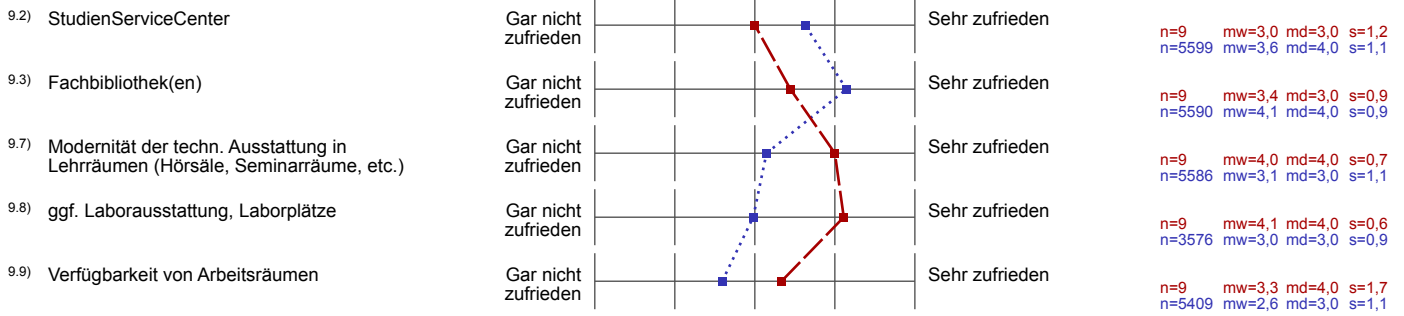 9.2) StudienServiceCenter
Gar nicht
zufrieden
Sehr zufrieden
n=9 mw=3,0 md=3,0 s=1,2
n=5599 mw=3,6 md=4,0 s=1,1
9.3) Fachbibliothek(en)
Gar nicht
zufrieden
Sehr zufrieden
n=9 mw=3,4 md=3,0 s=0,9
n=5590 mw=4,1 md=4,0 s=0,9
9.7) Modernität der techn. Ausstattung in
Lehrräumen (Hörsäle, Seminarräume, etc.)
Gar nicht
zufrieden
Sehr zufrieden
n=9 mw=4,0 md=4,0 s=0,7
n=5586 mw=3,1 md=3,0 s=1,1
9.8) ggf. Laborausstattung, Laborplätze
Gar nicht
zufrieden
Sehr zufrieden
n=9 mw=4,1 md=4,0 s=0,6
n=3576 mw=3,0 md=3,0 s=0,9
9.9) Verfügbarkeit von Arbeitsräumen
Gar nicht
zufrieden
Sehr zufrieden
n=9 mw=3,3 md=4,0 s=1,7
n=5409 mw=2,6 md=3,0 s=1,1